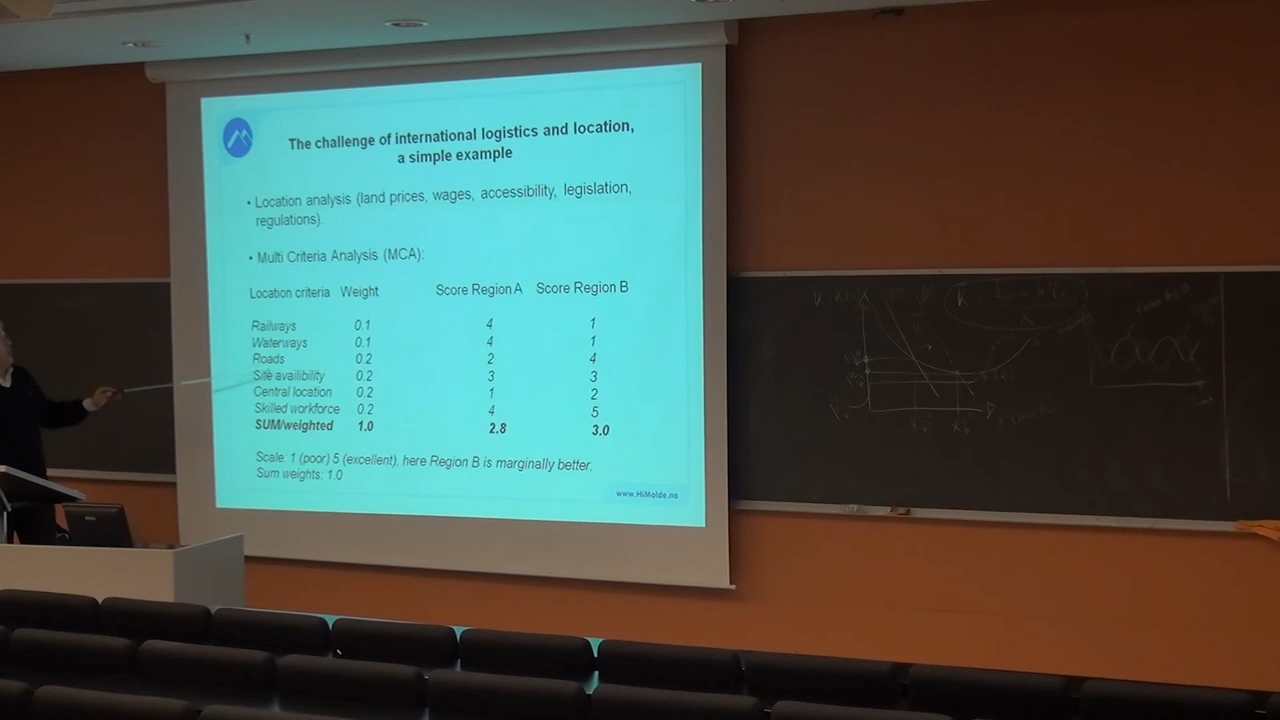 The challenge of international logistics and location,
a simple example
• Location analysis (land prices, wages, accessibility, legislation,
regulations).
• Multi Criteria Analysis (MCA):
Location criteria Weight Score Region A Score Region B
Railways 0.1 4 1
Waterways 0.1 4 1
Roads 0.2 2 4
Site availibility 0.2 3 3
Central location 0.2 1 2
Skilled workforce 0.2 4 5
SUM/weighted 1.0 2.8 3.0
Scale: 1 (poor) 5 (excellent), here Region B is marginally better.
Sum weights: 1.0
www.HiMolde.no